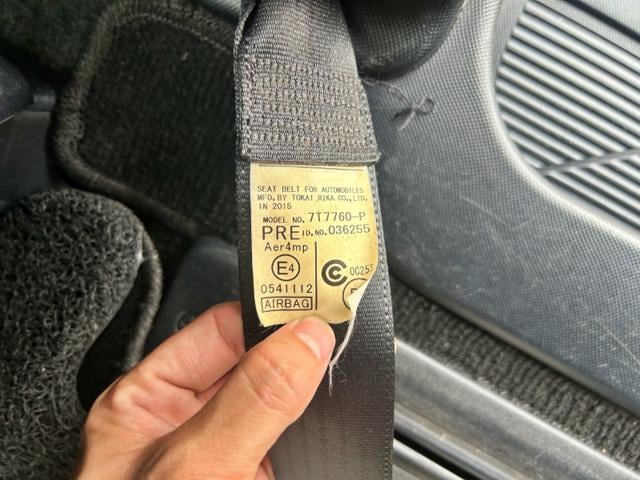 SEAT BELT FOR AUTOMOBILES
MFD. BY TOKAI RIKA CO., LTD.
IN 2015
MODEL NO. 7T7760-P
PRE ID.NO. 036255
Aer4mp
E4
0541112
AIRBAG